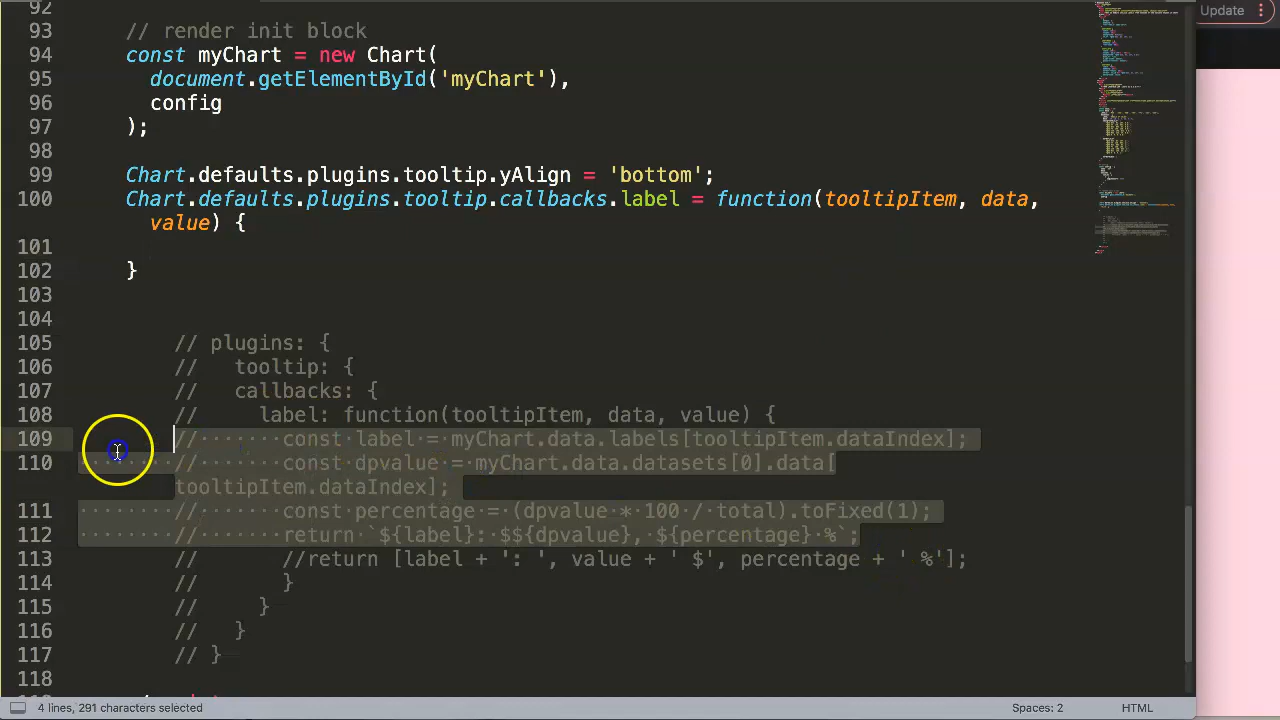 Update
92
93 // render init block
94 const myChart = new Chart(
95 document.getElementById('myChart'),
96 config
97 );
98
99 Chart.defaults.plugins.tooltip.yAlign = 'bottom';
100 Chart.defaults.plugins.tooltip.callbacks.label = function(tooltipItem, data,
value) {
101
102 }
103
104
105 // plugins: {
106 // tooltip: {
107 // callbacks: {
108 // label: function(tooltipItem, data, value) {
109 // const label = myChart.data.labels[tooltipItem.dataIndex];
110 // const dpvalue = myChart.data.datasets[0].data[
tooltipItem.dataIndex];
111 // const percentage = (dpvalue * 100 / total).toFixed(1);
112 // return `${label}: $${dpvalue}, ${percentage} %`;
113 // //return [label + ': ', value + ' $', percentage + ' %'];
114 // }
115 // }
116 // }
117 // }
118
4 lines, 291 characters selected
Spaces: 2
HTML